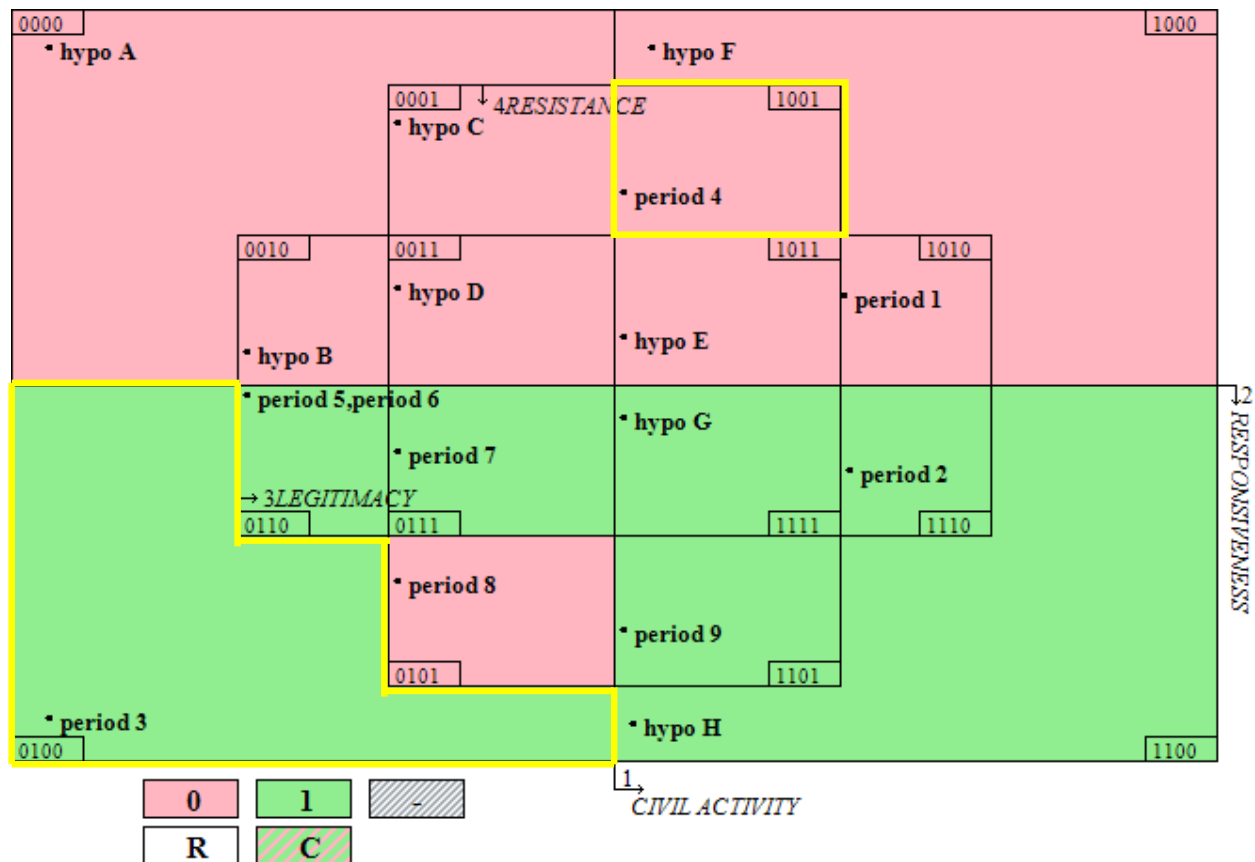 0000
1000
hypo A
hypo F
0001
4RESISTANCE
1001
hypo C
period 4
0010
0011
1011
1010
hypo D
period 1
hypo E
hypo B
2
RESPONSIVENESS
period 5,period 6
hypo G
period 7
period 2
3LEGITIMACY
0110
0111
1111
1110
period 8
period 9
0101
1101
period 3
hypo H
0100
1100
1
CIVIL ACTIVITY
0 1 -
R C